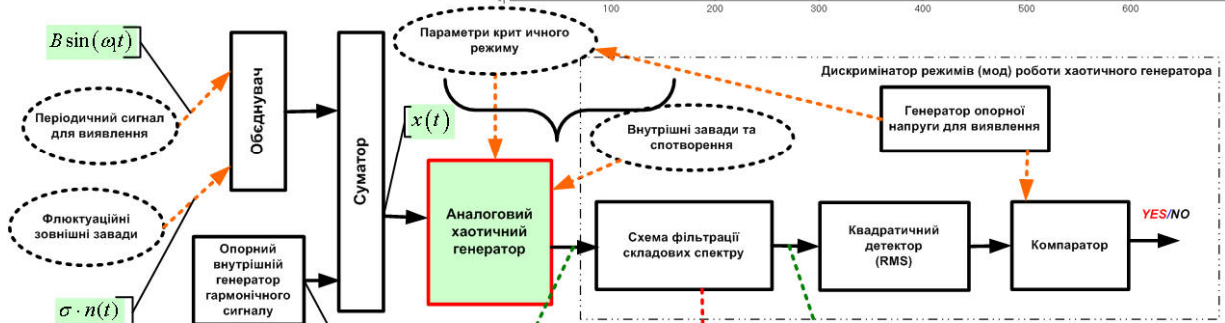 100 200 300 400 500 600
B sin(ω₁t)
Періодичний сигнал
для виявлення
Флюктуаційні
зовнішні завади
σ · n(t)
Обєднувач
Опорний
внутрішній
генератор
гармонічного
сигналу
Суматор
x(t)
Параметри крит ичного
режиму
Внутрішні завади та
спотворення
Аналоговий
хаотичний
генератор
Дискримінатор режимів (мод) роботи хаотичного генератора
Генератор опорної
напруги для виявлення
Схема фільтрації
складових спектру
Квадратичний
детектор
(RMS)
Компаратор
YES/NO